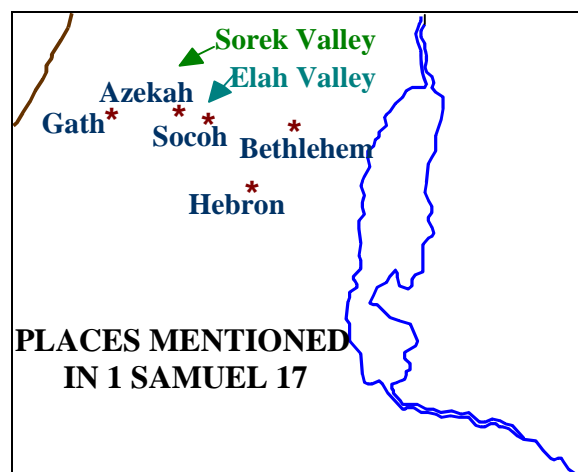 Sorek Valley
Elah Valley
Azekah
Gath*
*
Socoh
*
Bethlehem
*
Hebron
*
PLACES MENTIONED
IN 1 SAMUEL 17